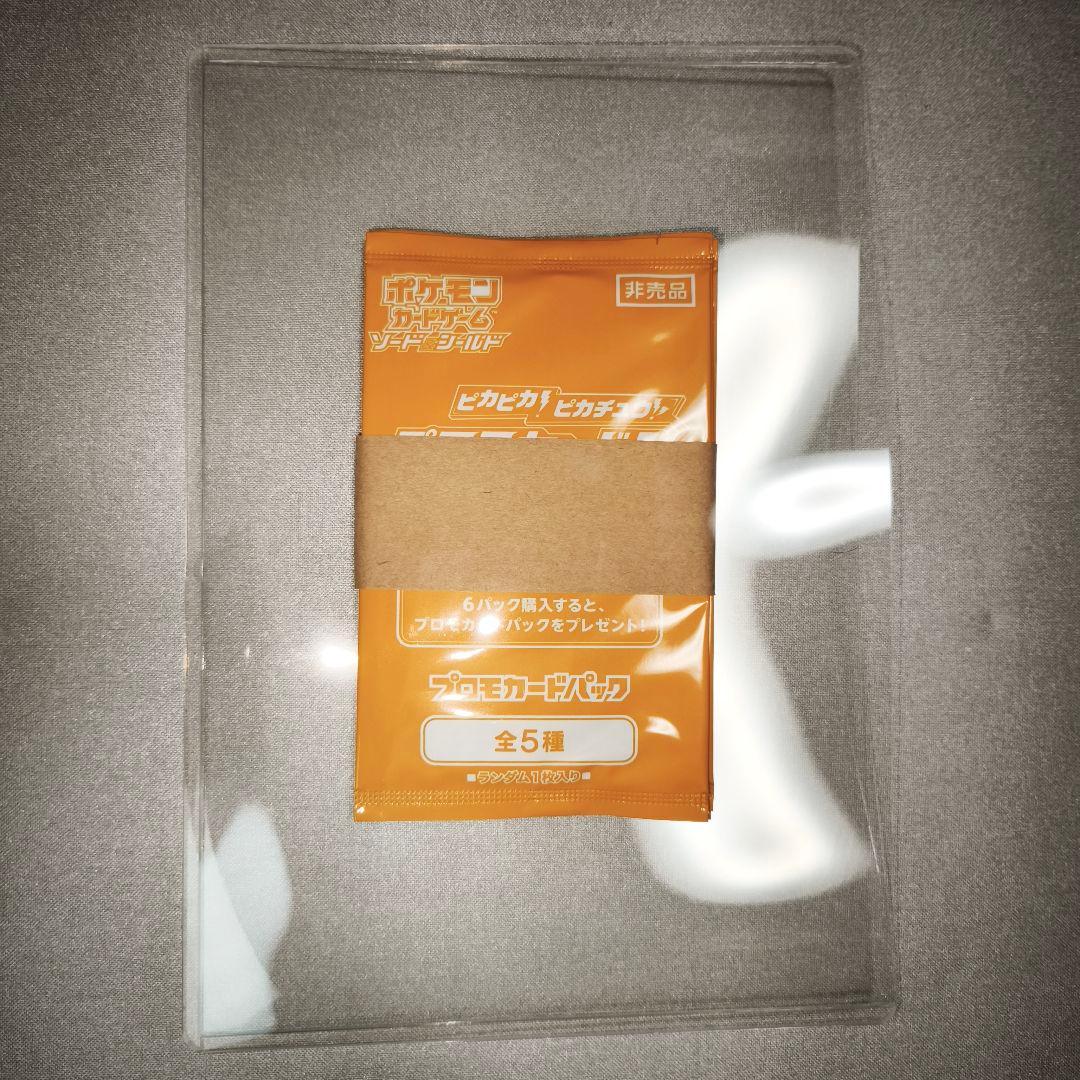 ポケモン
カードゲーム
ソード&シールド
非売品
ピカピカ! ピカチュウ!
6パック購入すると、
プロモカードパックをプレゼント!
プロモカードパック
全5種
■ランダム1枚入り■